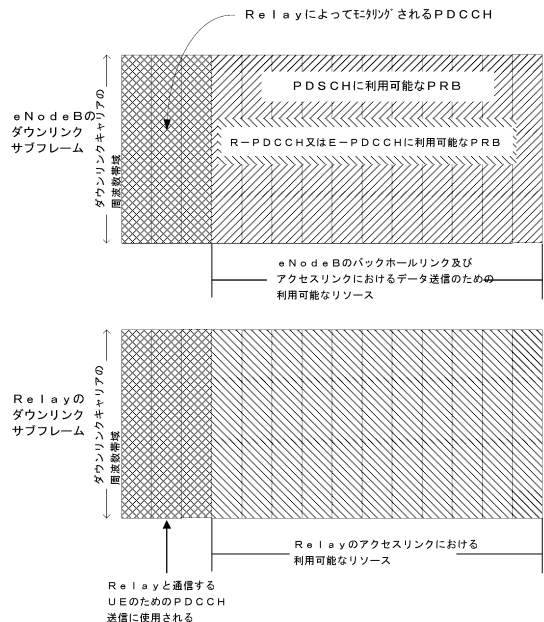 ＲｅｌａｙによってﾓﾆﾀﾘﾝｸﾞされるＰＤＣＣＨ
ＰＤＳＣＨに利用可能なＰＲＢ
Ｒ－ＰＤＣＣＨ又はＥ－ＰＤＣＣＨに利用可能なＰＲＢ
ｅＮｏｄｅＢの
ダウンリンク
サブフレーム
ダウンリンクキャリアの
周波数帯域
ｅＮｏｄｅＢのバックホールリンク及び
アクセスリンクにおけるデータ送信のための
利用可能なリソース
Ｒｅｌａｙの
ダウンリンク
サブフレーム
ダウンリンクキャリアの
周波数帯域
Ｒｅｌａｙのアクセスリンクにおける
利用可能なリソース
Ｒｅｌａｙと通信する
ＵＥのためのＰＤＣＣＨ
送信に使用される